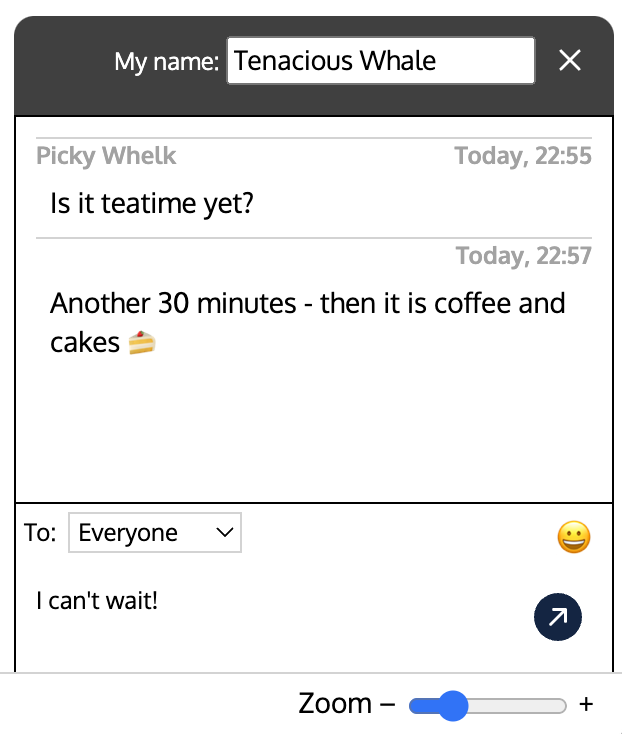 My name: Tenacious Whale
Picky Whelk Today, 22:55
Is it teatime yet?
Today, 22:57
Another 30 minutes - then it is coffee and
cakes 🍰
To: Everyone 😀
I can't wait!
Zoom – +